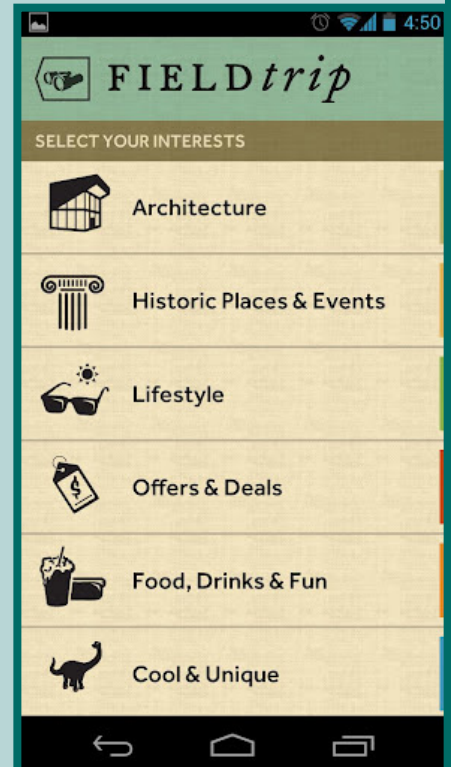 4:50
FIELDtrip
SELECT YOUR INTERESTS
Architecture
Historic Places & Events
Lifestyle
Offers & Deals
$
Food, Drinks & Fun
Cool & Unique